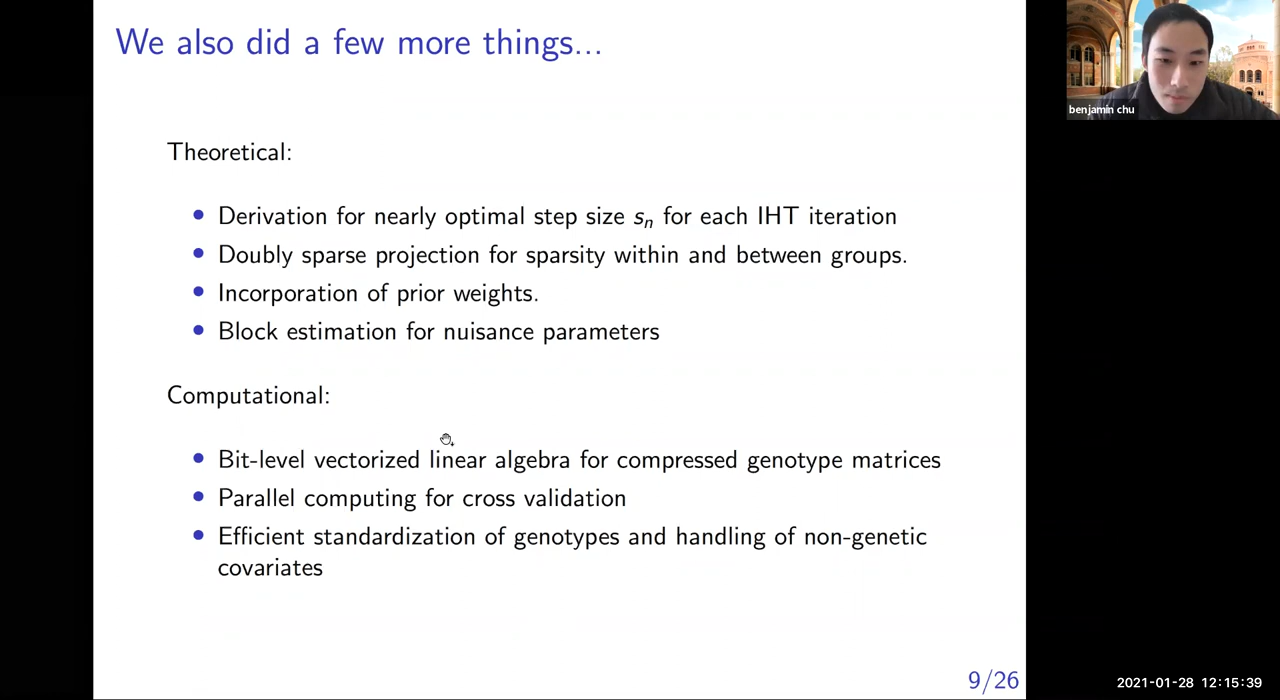 We also did a few more things...
benjamin chu
Theoretical:
• Derivation for nearly optimal step size sₙ for each IHT iteration
• Doubly sparse projection for sparsity within and between groups.
• Incorporation of prior weights.
• Block estimation for nuisance parameters
Computational:
• Bit-level vectorized linear algebra for compressed genotype matrices
• Parallel computing for cross validation
• Efficient standardization of genotypes and handling of non-genetic
covariates
9/26
2021-01-28 12:15:39